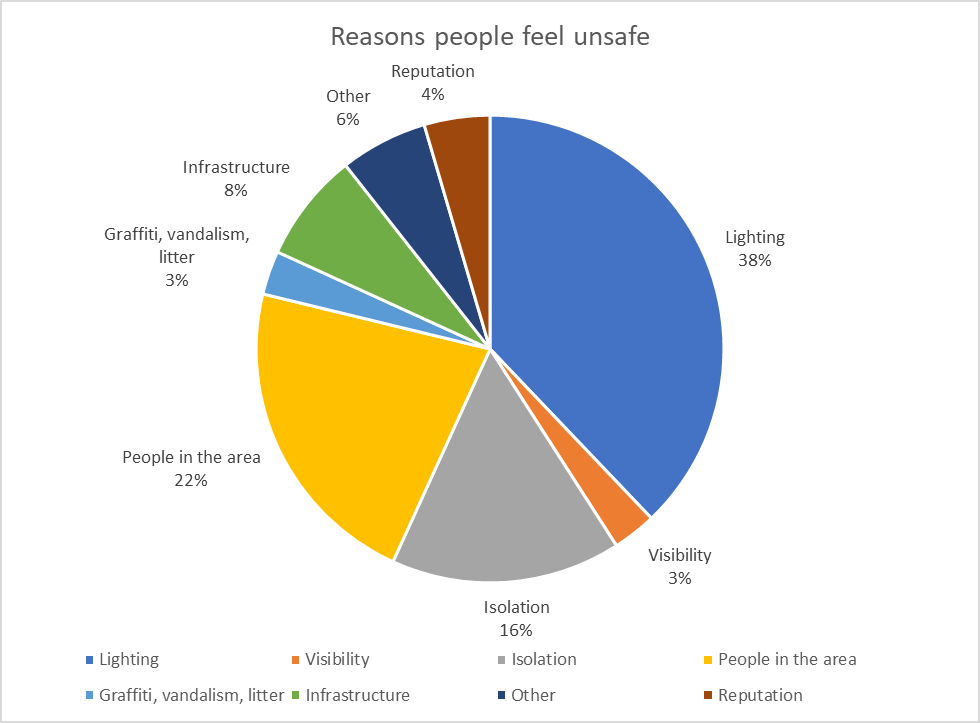 Reasons people feel unsafe
Reputation
4%
Other
6%
Infrastructure
8%
Graffiti, vandalism,
litter
3%
Lighting
38%
People in the area
22%
Visibility
3%
Isolation
16%
Lighting
Visibility
Isolation
People in the area
Graffiti, vandalism, litter
Infrastructure
Other
Reputation